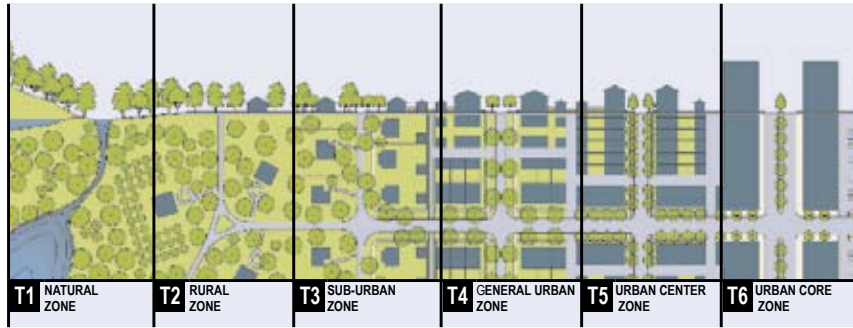 T1 NATURAL
ZONE
T2 RURAL
ZONE
T3 SUB-URBAN
ZONE
T4 GENERAL URBAN
ZONE
T5 URBAN CENTER
ZONE
T6 URBAN CORE
ZONE